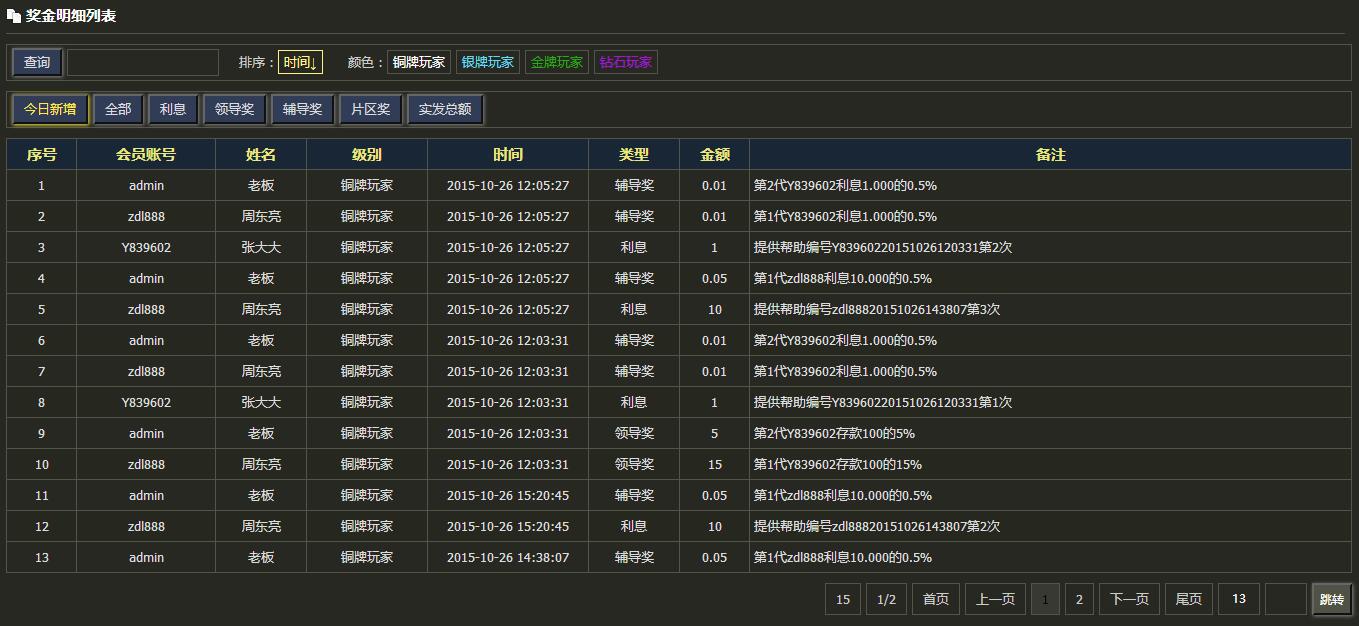 奖金明细列表
查询 排序： 时间↓ 颜色： 铜牌玩家 银牌玩家 金牌玩家 钻石玩家
今日新增 全部 利息 领导奖 辅导奖 片区奖 实发总额
序号 会员账号 姓名 级别 时间 类型 金额 备注
1 admin 老板 铜牌玩家 2015-10-26 12:05:27 辅导奖 0.01 第2代Y839602利息1.000的0.5%
2 zdl888 周东亮 铜牌玩家 2015-10-26 12:05:27 辅导奖 0.01 第1代Y839602利息1.000的0.5%
3 Y839602 张大大 铜牌玩家 2015-10-26 12:05:27 利息 1 提供帮助编号Y83960220151026120331第2次
4 admin 老板 铜牌玩家 2015-10-26 12:05:27 辅导奖 0.05 第1代zdl888利息10.000的0.5%
5 zdl888 周东亮 铜牌玩家 2015-10-26 12:05:27 利息 10 提供帮助编号zdl88820151026143807第3次
6 admin 老板 铜牌玩家 2015-10-26 12:03:31 辅导奖 0.01 第2代Y839602利息1.000的0.5%
7 zdl888 周东亮 铜牌玩家 2015-10-26 12:03:31 辅导奖 0.01 第1代Y839602利息1.000的0.5%
8 Y839602 张大大 铜牌玩家 2015-10-26 12:03:31 利息 1 提供帮助编号Y83960220151026120331第1次
9 admin 老板 铜牌玩家 2015-10-26 12:03:31 领导奖 5 第2代Y839602存款100的5%
10 zdl888 周东亮 铜牌玩家 2015-10-26 12:03:31 领导奖 15 第1代Y839602存款100的15%
11 admin 老板 铜牌玩家 2015-10-26 15:20:45 辅导奖 0.05 第1代zdl888利息10.000的0.5%
12 zdl888 周东亮 铜牌玩家 2015-10-26 15:20:45 利息 10 提供帮助编号zdl88820151026143807第2次
13 admin 老板 铜牌玩家 2015-10-26 14:38:07 辅导奖 0.05 第1代zdl888利息10.000的0.5%
15 1/2 首页 上一页 1 2 下一页 尾页 13 跳转